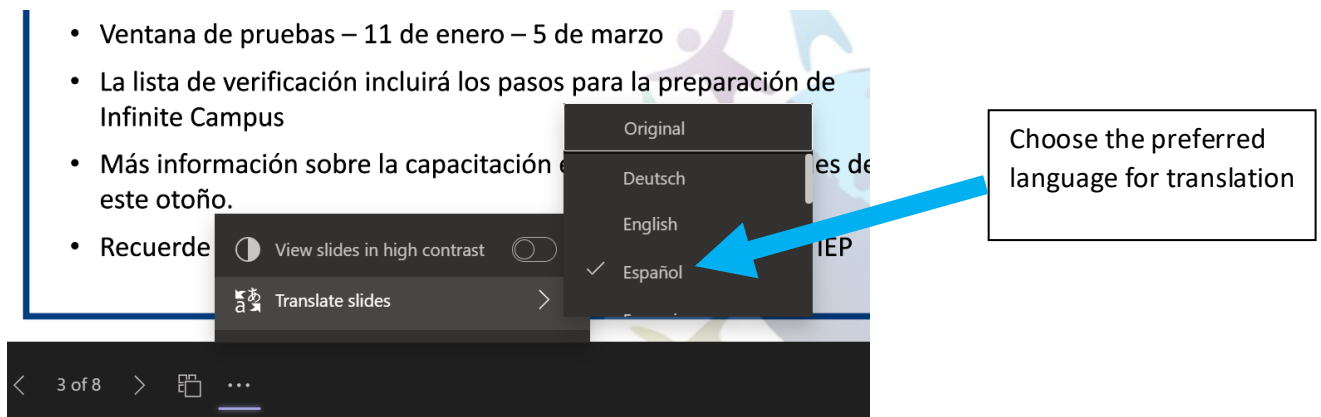 • Ventana de pruebas – 11 de enero – 5 de marzo
• La lista de verificación incluirá los pasos para la preparación de
Infinite Campus
• Más información sobre la capacitación
este otoño.
• Recuerde
IEP
Original
Deutsch
English
Español
View slides in high contrast
Translate slides
3 of 8
Choose the preferred
language for translation